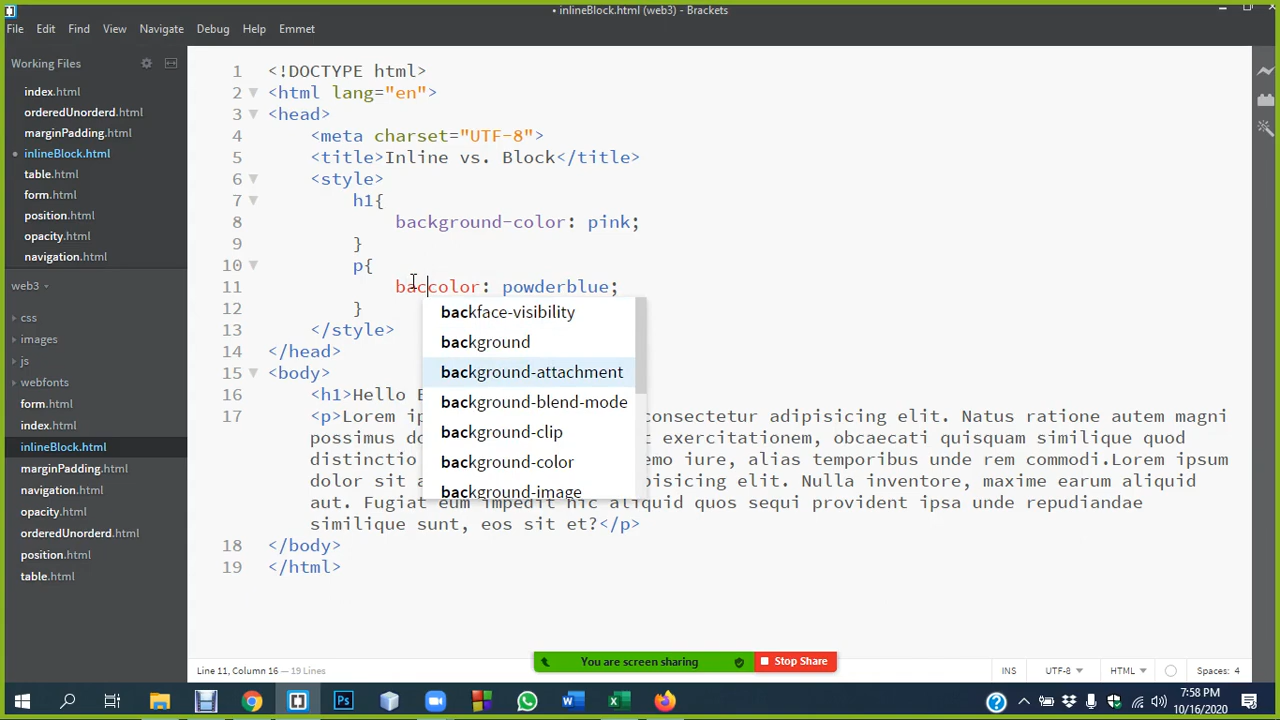 • inlineBlock.html (web3) - Brackets
File Edit Find View Navigate Debug Help Emmet
Working Files
index.html
orderedUnorderd.html
marginPadding.html
• inlineBlock.html
table.html
form.html
position.html
opacity.html
navigation.html
web3
css
images
js
webfonts
form.html
index.html
inlineBlock.html
marginPadding.html
navigation.html
opacity.html
orderedUnorderd.html
position.html
table.html
1 <!DOCTYPE html>
2 <html lang="en">
3 <head>
4 <meta charset="UTF-8">
5 <title>Inline vs. Block</title>
6 <style>
7 h1{
8 background-color: pink;
9 }
10 p{
11 baccolor: powderblue;
12 }
13 </style>
14 </head>
15 <body>
16 <h1>Hello
17 <p>Lorem ip consectetur adipisicing elit. Natus ratione autem magni
possimus do t exercitationem, obcaecati quisquam similique quod
distinctio emo iure, alias temporibus unde rem commodi.Lorem ipsum
dolor sit a pisicing elit. Nulla inventore, maxime earum aliquid
aut. Fugiat eum impedit hic aliquid quos sequi provident ipsa unde repudiandae
similique sunt, eos sit et?</p>
18 </body>
19 </html>
backface-visibility
background
background-attachment
background-blend-mode
background-clip
background-color
background-image
You are screen sharing Stop Share
Line 11, Column 16 — 19 Lines INS UTF-8 HTML Spaces: 4
7:58 PM
10/16/2020